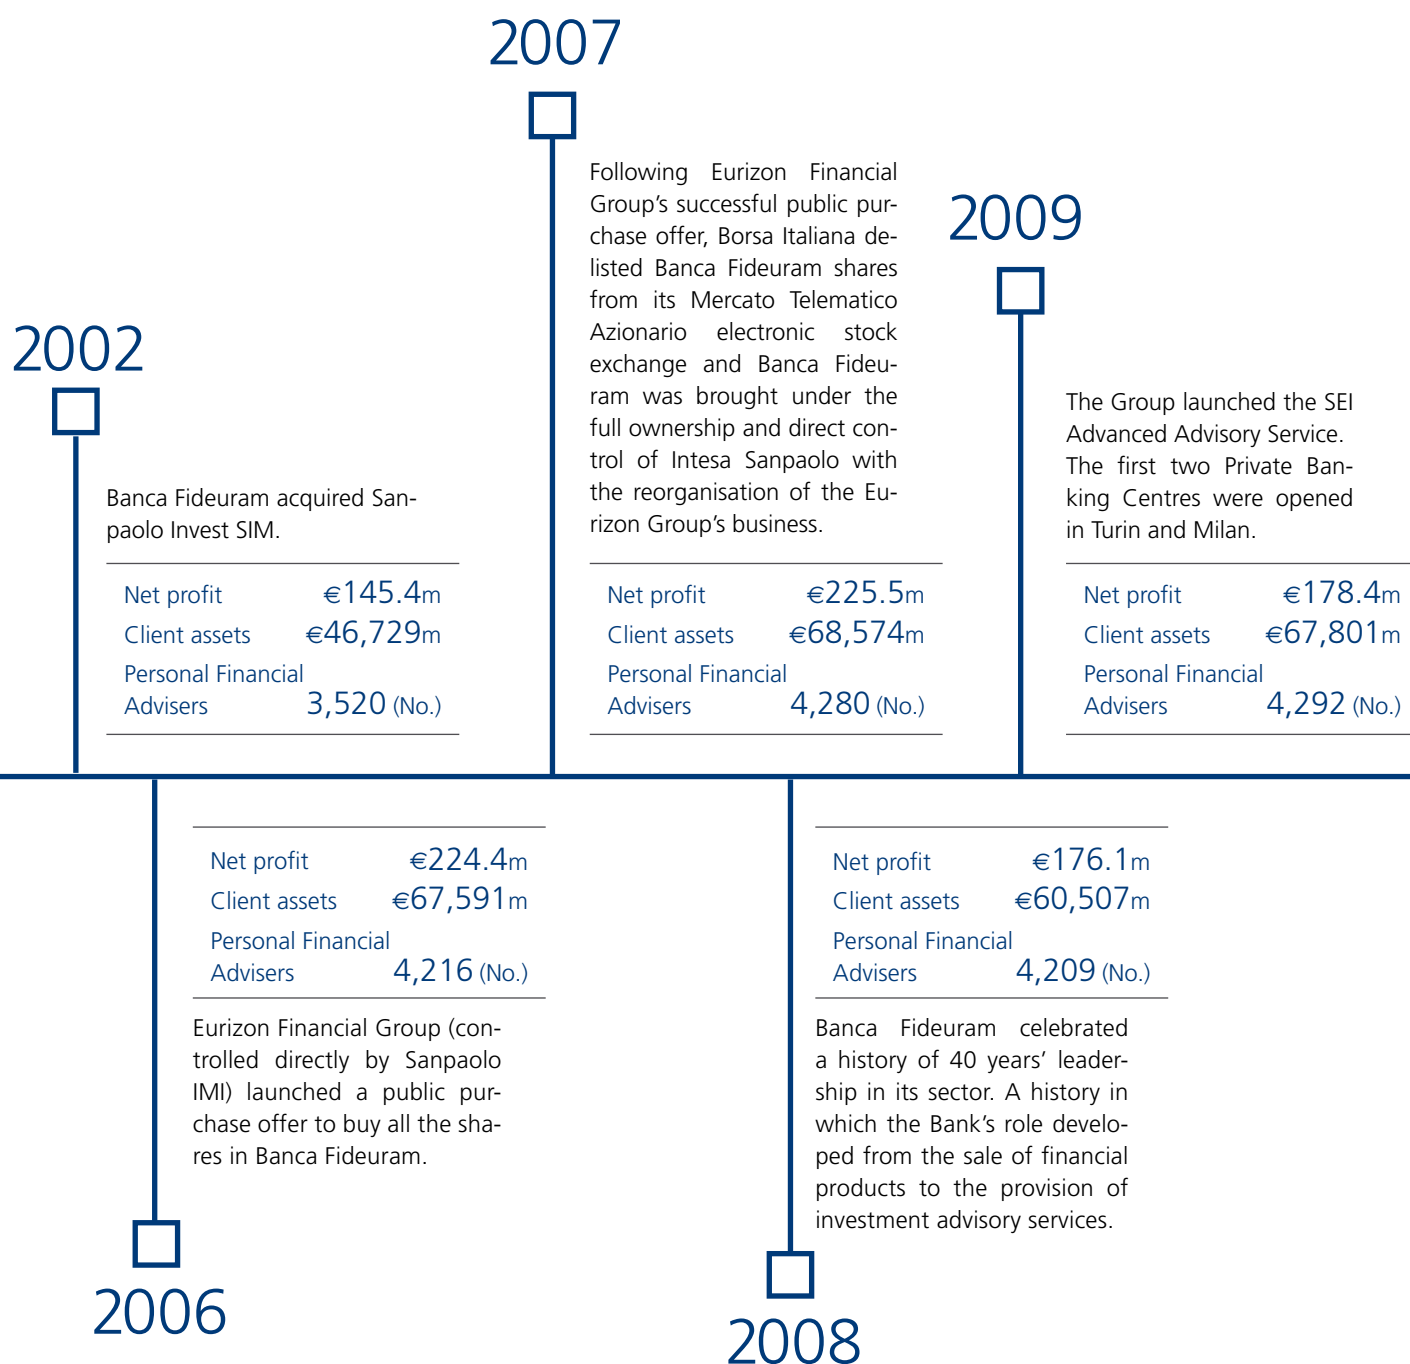 2002
Banca Fideuram acquired San-
paolo Invest SIM.
Net profit €145.4m
Client assets €46,729m
Personal Financial
Advisers 3,520 (No.)
Net profit €224.4m
Client assets €67,591m
Personal Financial
Advisers 4,216 (No.)
Eurizon Financial Group (con-
trolled directly by Sanpaolo
IMI) launched a public pur-
chase offer to buy all the sha-
res in Banca Fideuram.
2006
2007
Following Eurizon Financial
Group's successful public pur-
chase offer, Borsa Italiana de-
listed Banca Fideuram shares
from its Mercato Telematico
Azionario electronic stock
exchange and Banca Fideu-
ram was brought under the
full ownership and direct con-
trol of Intesa Sanpaolo with
the reorganisation of the Eu-
rizon Group's business.
Net profit €225.5m
Client assets €68,574m
Personal Financial
Advisers 4,280 (No.)
Net profit €176.1m
Client assets €60,507m
Personal Financial
Advisers 4,209 (No.)
Banca Fideuram celebrated
a history of 40 years' leader-
ship in its sector. A history in
which the Bank's role develo-
ped from the sale of financial
products to the provision of
investment advisory services.
2008
2009
The Group launched the SEI
Advanced Advisory Service.
The first two Private Ban-
king Centres were opened
in Turin and Milan.
Net profit €178.4m
Client assets €67,801m
Personal Financial
Advisers 4,292 (No.)